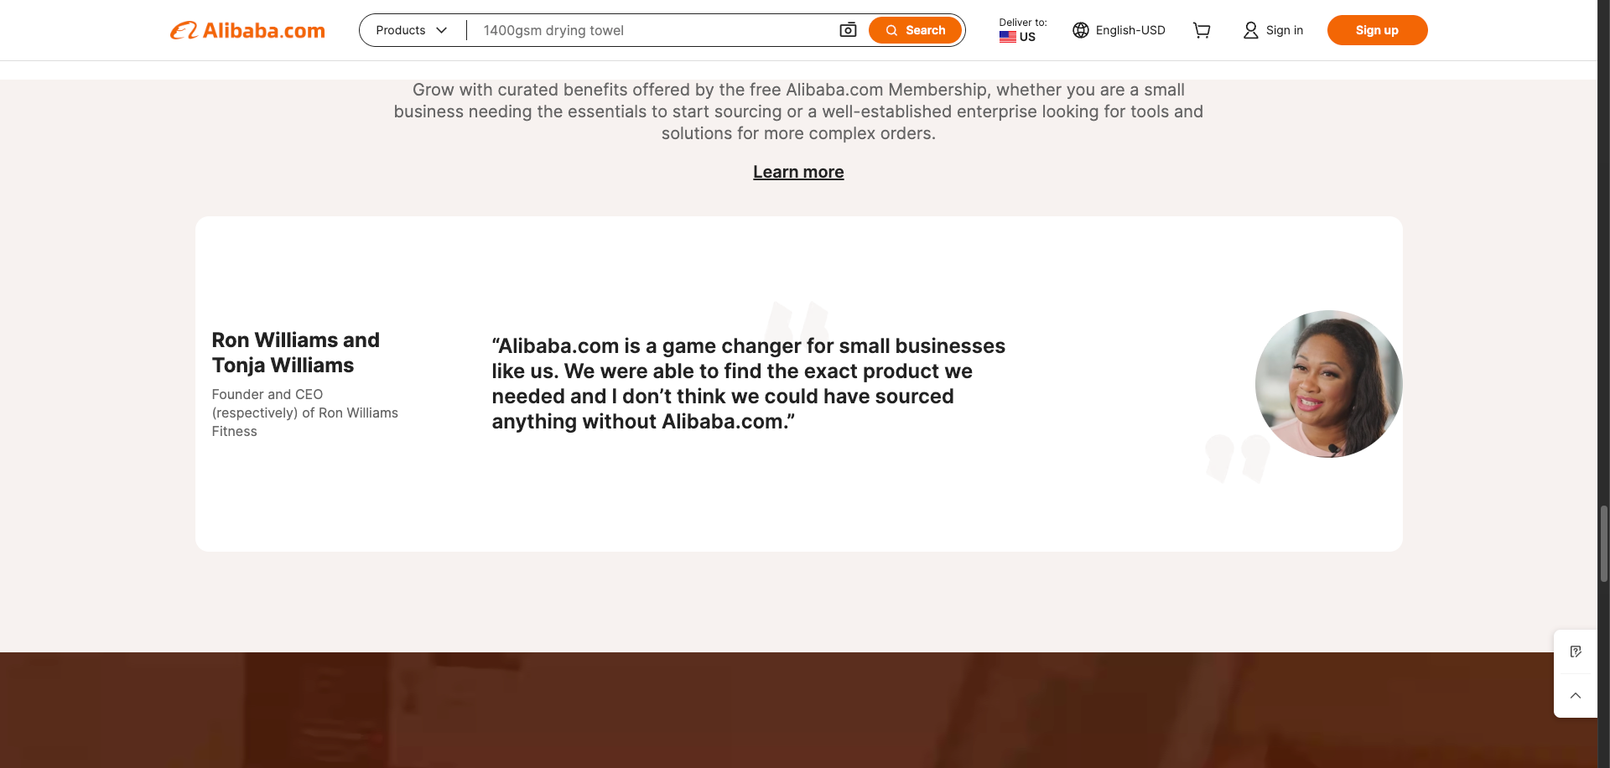 Alibaba.com
Products
1400gsm drying towel
Search
Deliver to:
US
English-USD
Sign in
Sign up
Grow with curated benefits offered by the free Alibaba.com Membership, whether you are a small
business needing the essentials to start sourcing or a well-established enterprise looking for tools and
solutions for more complex orders.
Learn more
Ron Williams and
Tonja Williams
Founder and CEO
(respectively) of Ron Williams
Fitness
“Alibaba.com is a game changer for small businesses
like us. We were able to find the exact product we
needed and I don’t think we could have sourced
anything without Alibaba.com.”